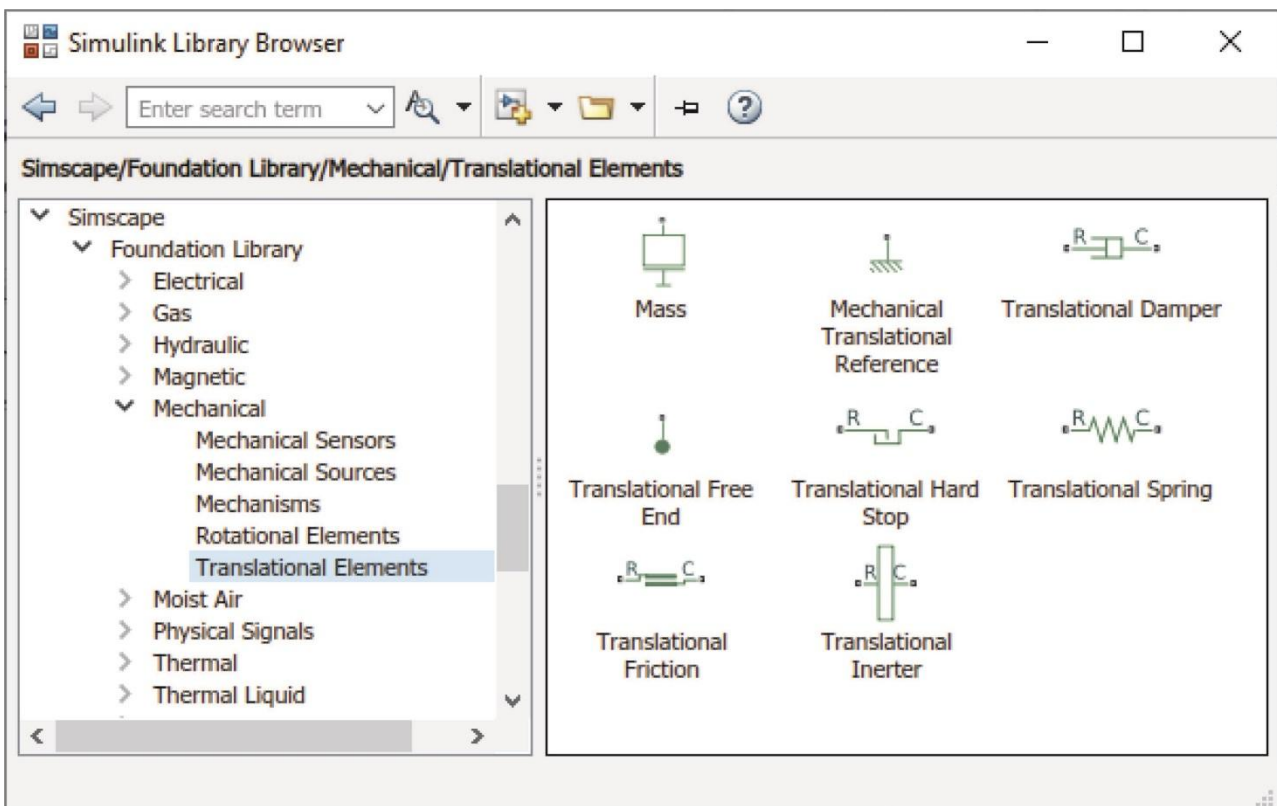 Simulink Library Browser
Enter search term
Simscape/Foundation Library/Mechanical/Translational Elements
Simscape
Foundation Library
Electrical
Gas
Hydraulic
Magnetic
Mechanical
Mechanical Sensors
Mechanical Sources
Mechanisms
Rotational Elements
Translational Elements
Moist Air
Physical Signals
Thermal
Thermal Liquid
Mass
Mechanical
Translational
Reference
R C
Translational Damper
Translational Free
End
R C
Translational Hard
Stop
R C
Translational Spring
R C
Translational
Friction
R C
Translational
Inerter